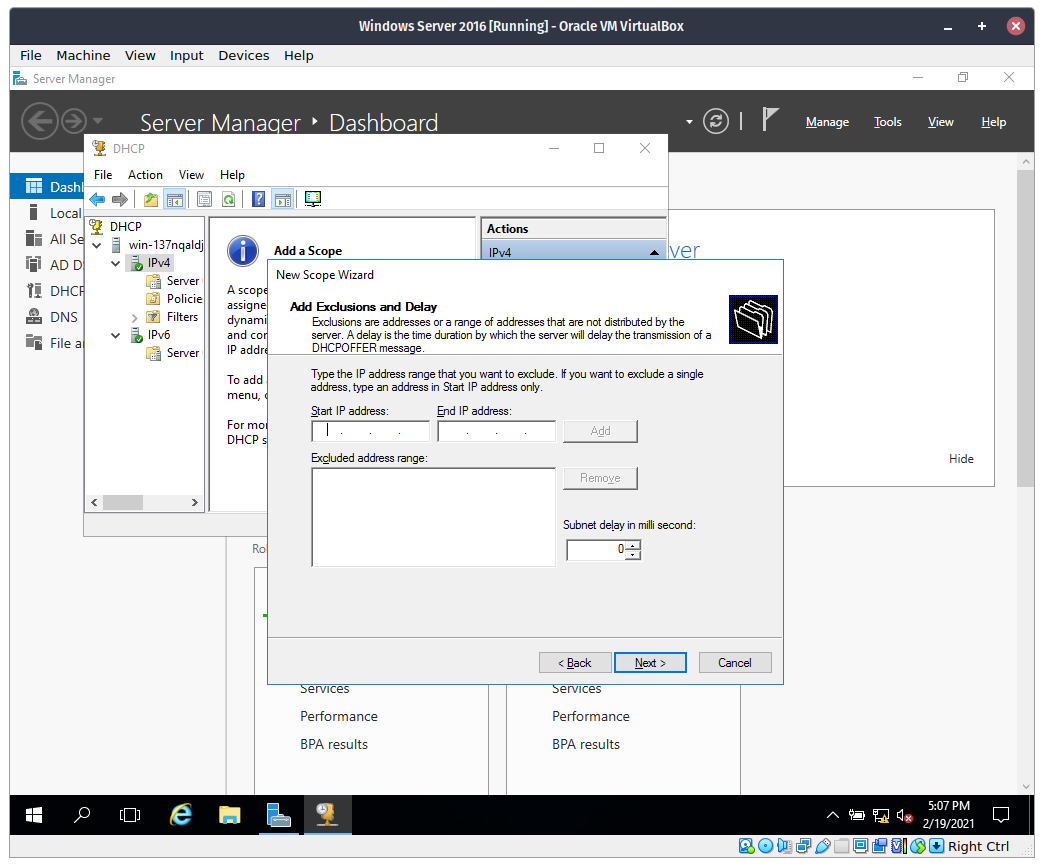 Windows Server 2016 [Running] - Oracle VM VirtualBox
File Machine View Input Devices Help
Server Manager
Server Manager ‣ Dashboard
Manage Tools View Help
DHCP
File Action View Help
Dashl
Local
All Se
AD D
DHCP
DNS
File a
DHCP
win-137nqaldj
IPv4
Server
Policie
Filters
IPv6
Server
Add a Scope
A scope
assigne
dynami
and con
IP addre
To add
menu, c
For mor
DHCP s
Actions
IPv4
ver
Hide
New Scope Wizard
Add Exclusions and Delay
Exclusions are addresses or a range of addresses that are not distributed by the
server. A delay is the time duration by which the server will delay the transmission of a
DHCPOFFER message.
Type the IP address range that you want to exclude. If you want to exclude a single
address, type an address in Start IP address only.
Start IP address: End IP address:
. . . . . . Add
Excluded address range:
Remove
Subnet delay in milli second:
0
< Back Next > Cancel
Ro
Services Services
Performance Performance
BPA results BPA results
5:07 PM
2/19/2021
Right Ctrl